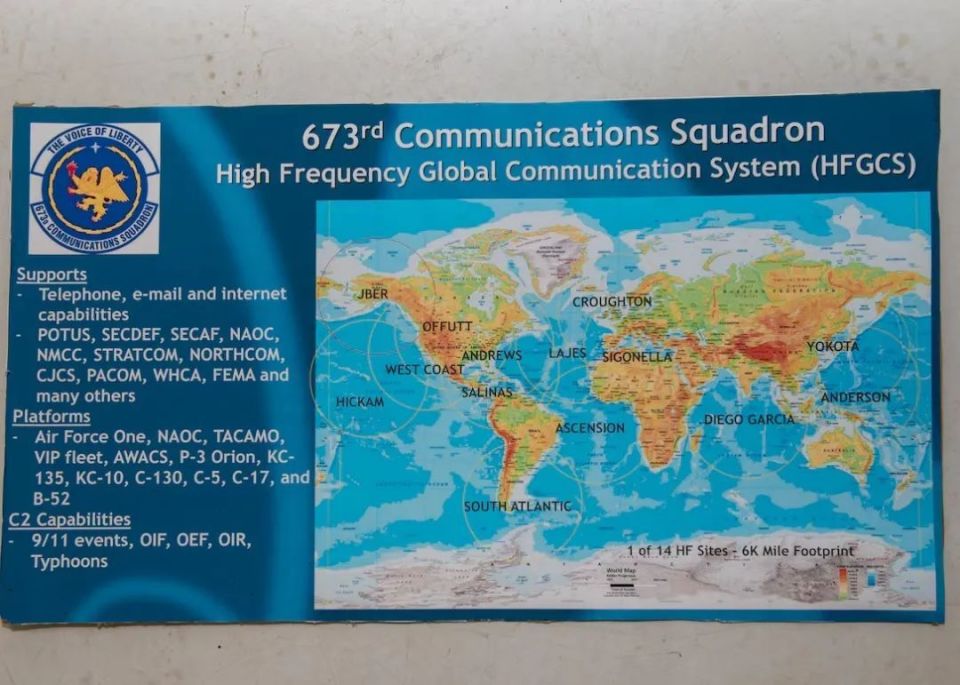 673rd Communications Squadron
High Frequency Global Communication System (HFGCS)
THE VOICE OF LIBERTY
673D COMMUNICATIONS SQUADRON
Supports
- Telephone, e-mail and internet
capabilities
- POTUS, SECDEF, SECAF, NAOC,
NMCC, STRATCOM, NORTHCOM,
CJCS, PACOM, WHCA, FEMA and
many others
Platforms
- Air Force One, NAOC, TACAMO,
VIP fleet, AWACS, P-3 Orion, KC-
135, KC-10, C-130, C-5, C-17, and
B-52
C2 Capabilities
- 9/11 events, OIF, OEF, OIR,
Typhoons
JBER
CROUGHTON
OFFUTT
ANDREWS
LAJES
SIGONELLA
YOKOTA
WEST COAST
SALINAS
HICKAM
ANDERSON
ASCENSION
DIEGO GARCIA
AUSTRALIA
SOUTH ATLANTIC
1 of 14 HF Sites - 6K Mile Footprint
World Map